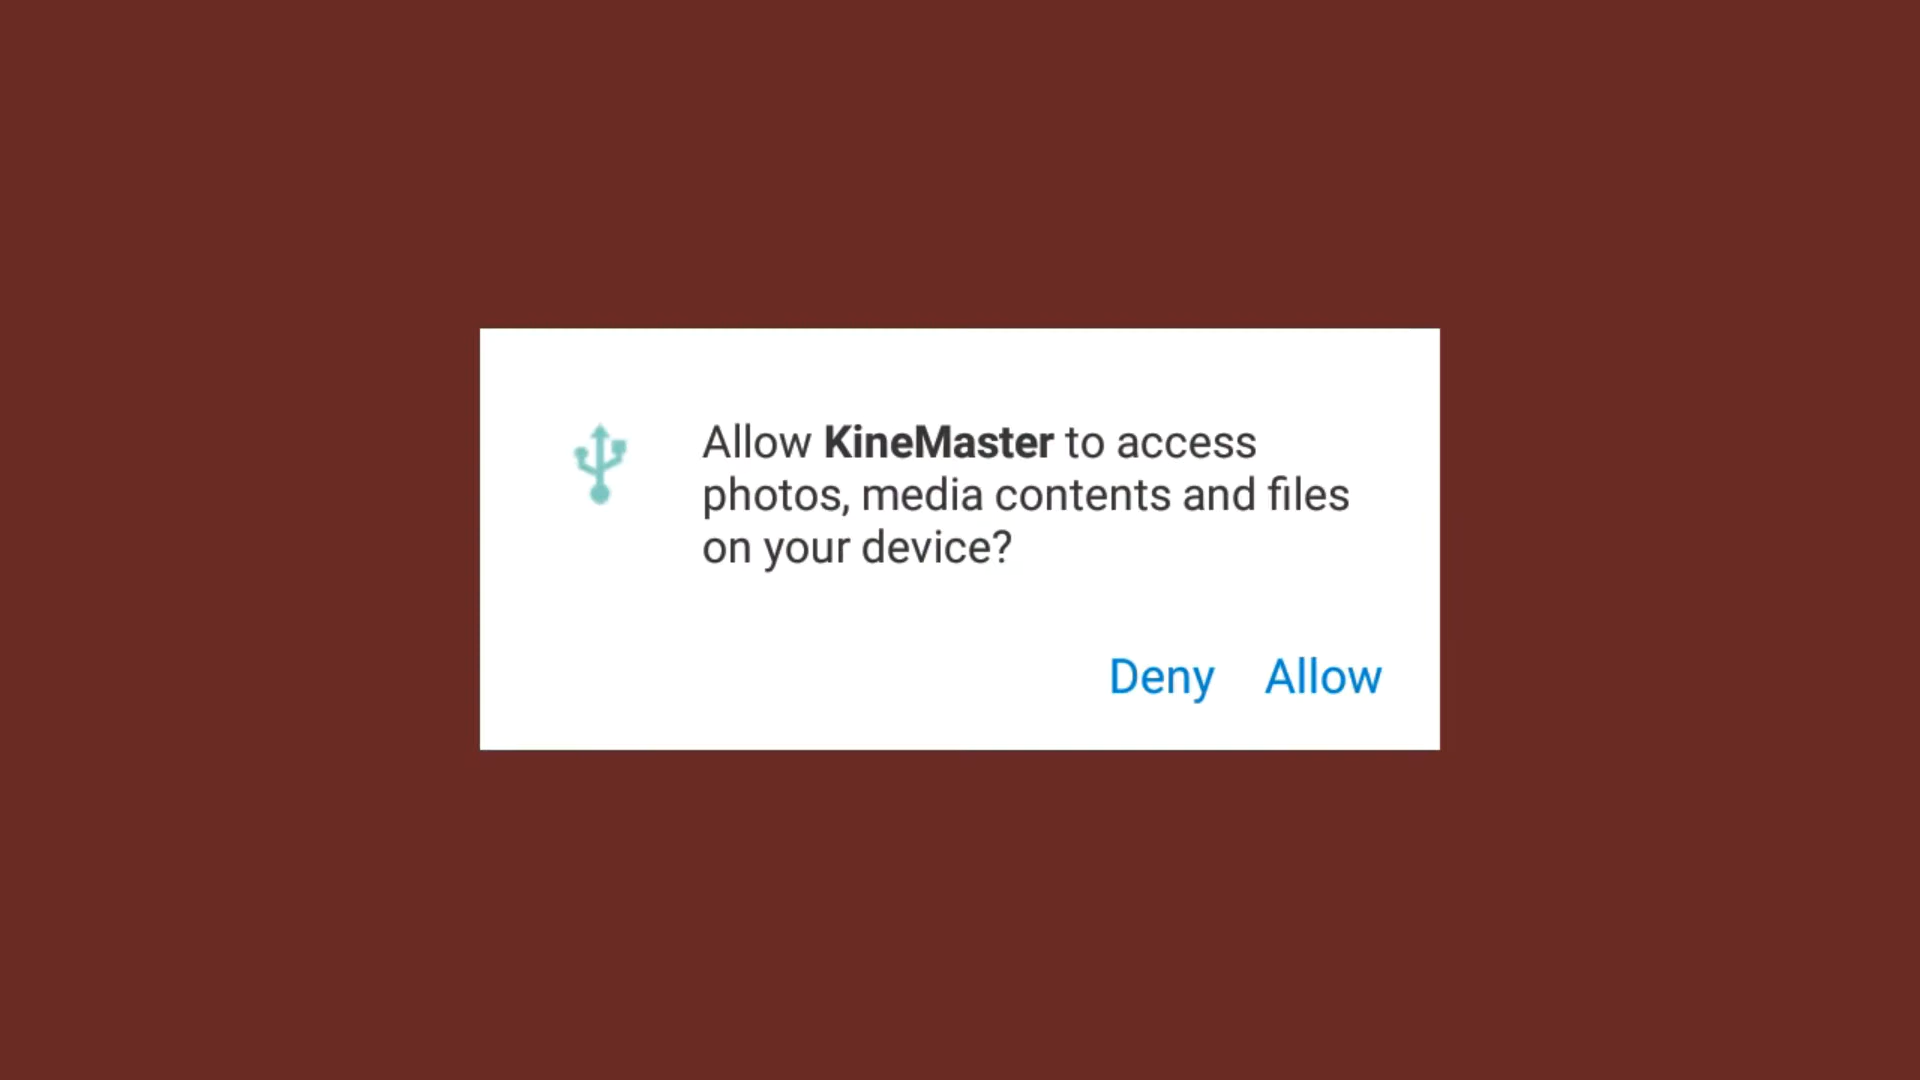 Allow KineMaster to access
photos, media contents and files
on your device?
Deny Allow